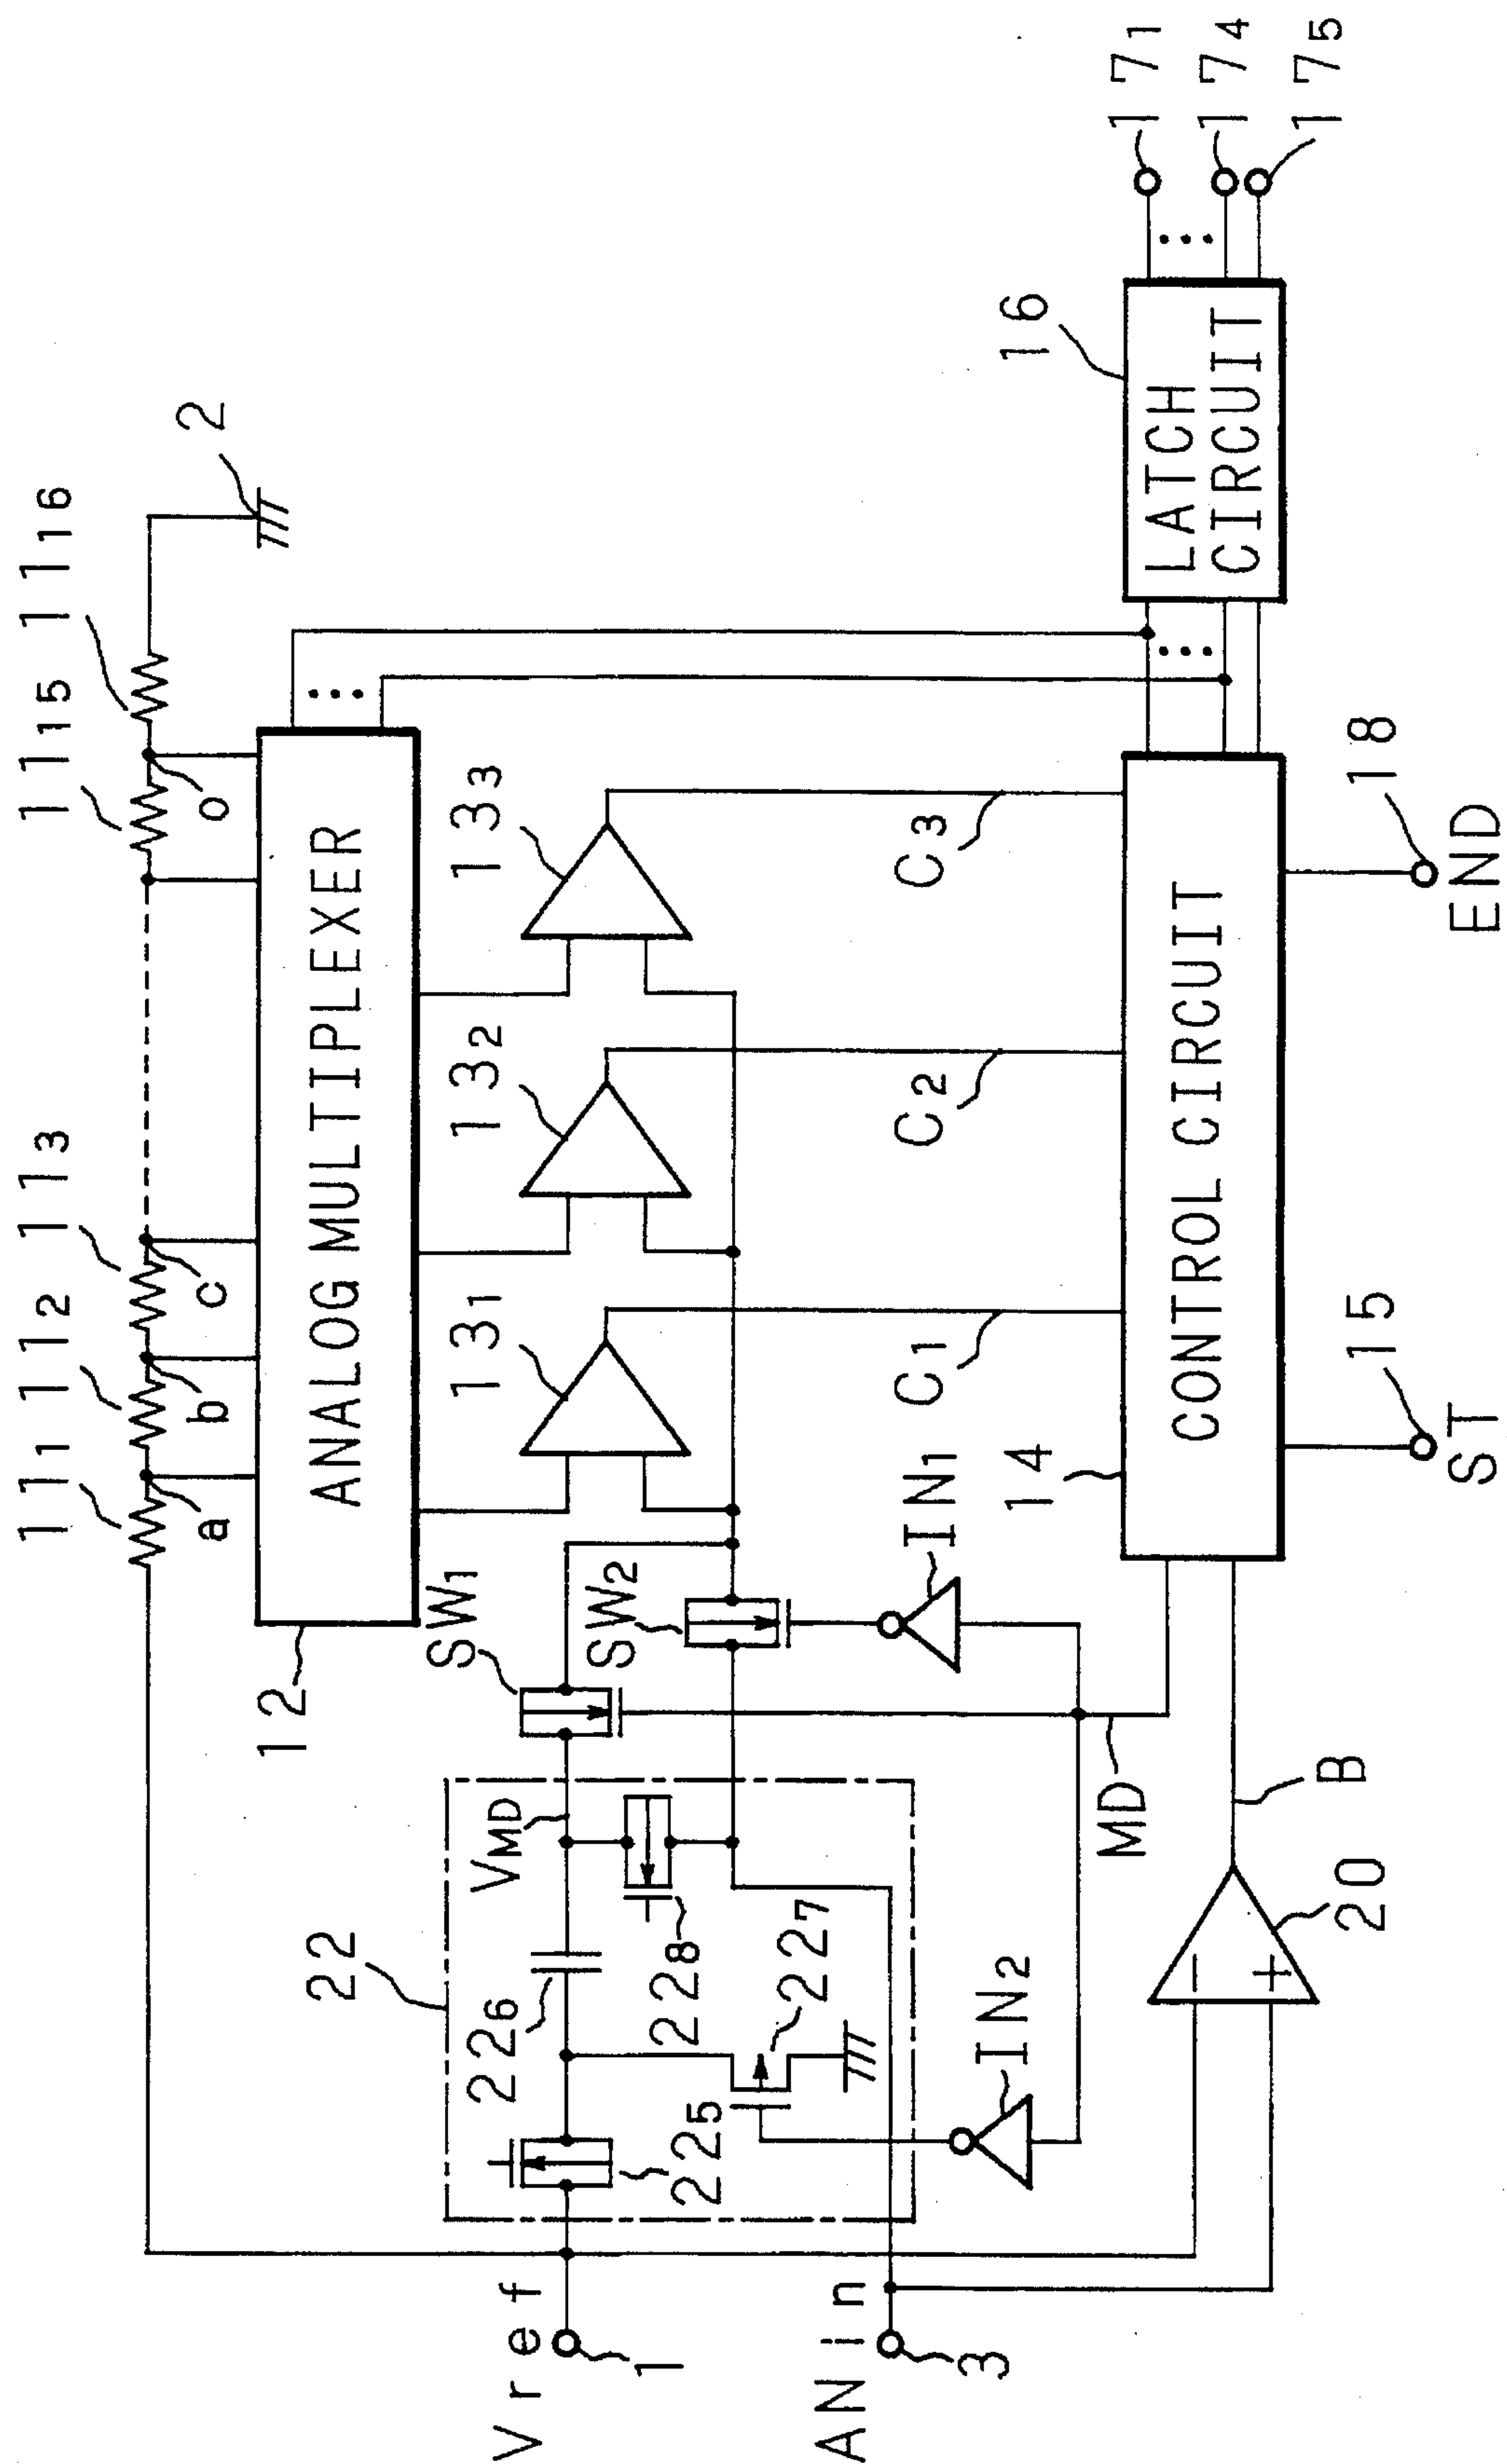 11₁
11₂
11₃
11₁₅
11₁₆
2
a
b
c
o
12
ANALOG MULTIPLEXER
SW₁
SW₂
13₁
13₂
13₃
22
V_MD
22₆
22₈
22₅
22₇
IN₁
IN₂
C₁
C₂
C₃
Vref
1
ANin
3
MD
B
20
14
CONTROL CIRCUIT
16
LATCH
CIRCUIT
17₁
17₄
17₅
15
ST
18
END